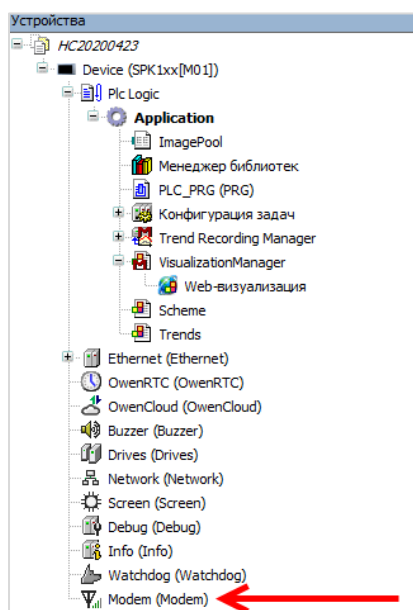 Устройства
HC20200423
Device (SPK1xx[M01])
Plc Logic
Application
ImagePool
Менеджер библиотек
PLC_PRG (PRG)
Конфигурация задач
Trend Recording Manager
VisualizationManager
Web-визуализация
Scheme
Trends
Ethernet (Ethernet)
OwenRTC (OwenRTC)
OwenCloud (OwenCloud)
Buzzer (Buzzer)
Drives (Drives)
Network (Network)
Screen (Screen)
Debug (Debug)
Info (Info)
Watchdog (Watchdog)
Modem (Modem)